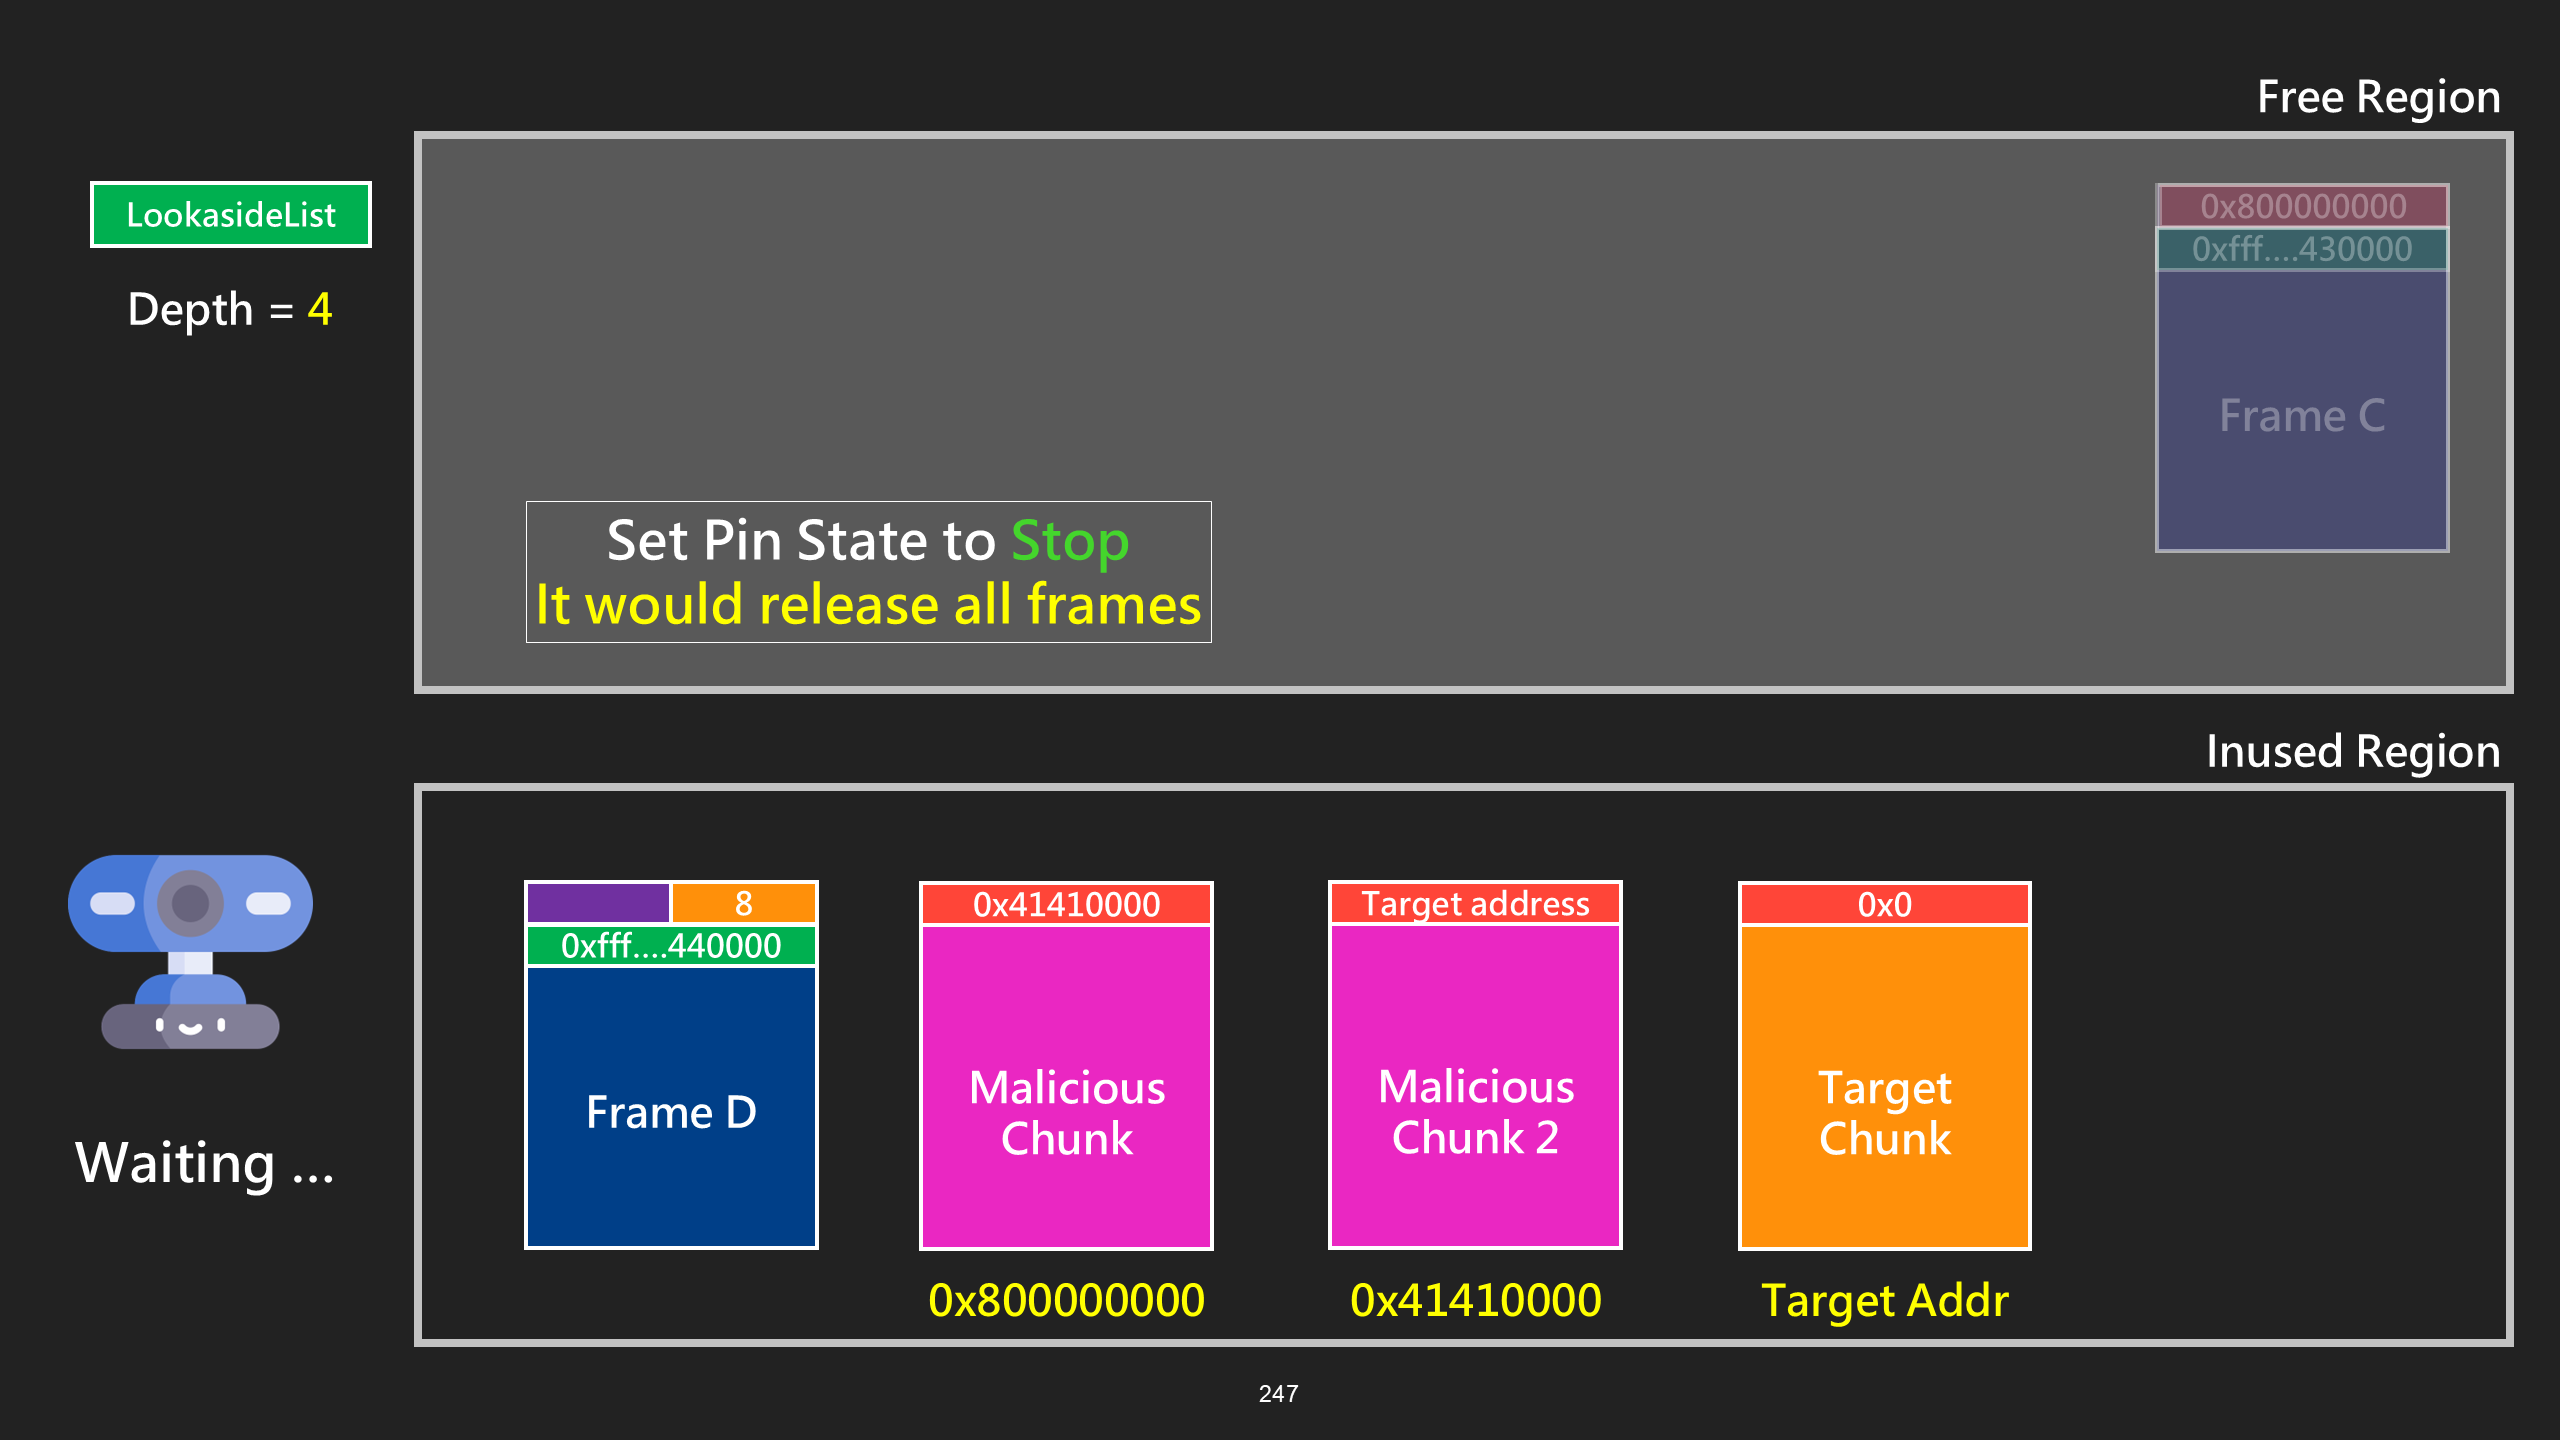 Free Region
LookasideList
Depth = 4
0x800000000
0xfff....430000
Frame C
Set Pin State to Stop
It would release all frames
Inused Region
Waiting ...
8
0xfff....440000
Frame D
0x41410000
Malicious
Chunk
0x800000000
Target address
Malicious
Chunk 2
0x41410000
0x0
Target
Chunk
Target Addr
247